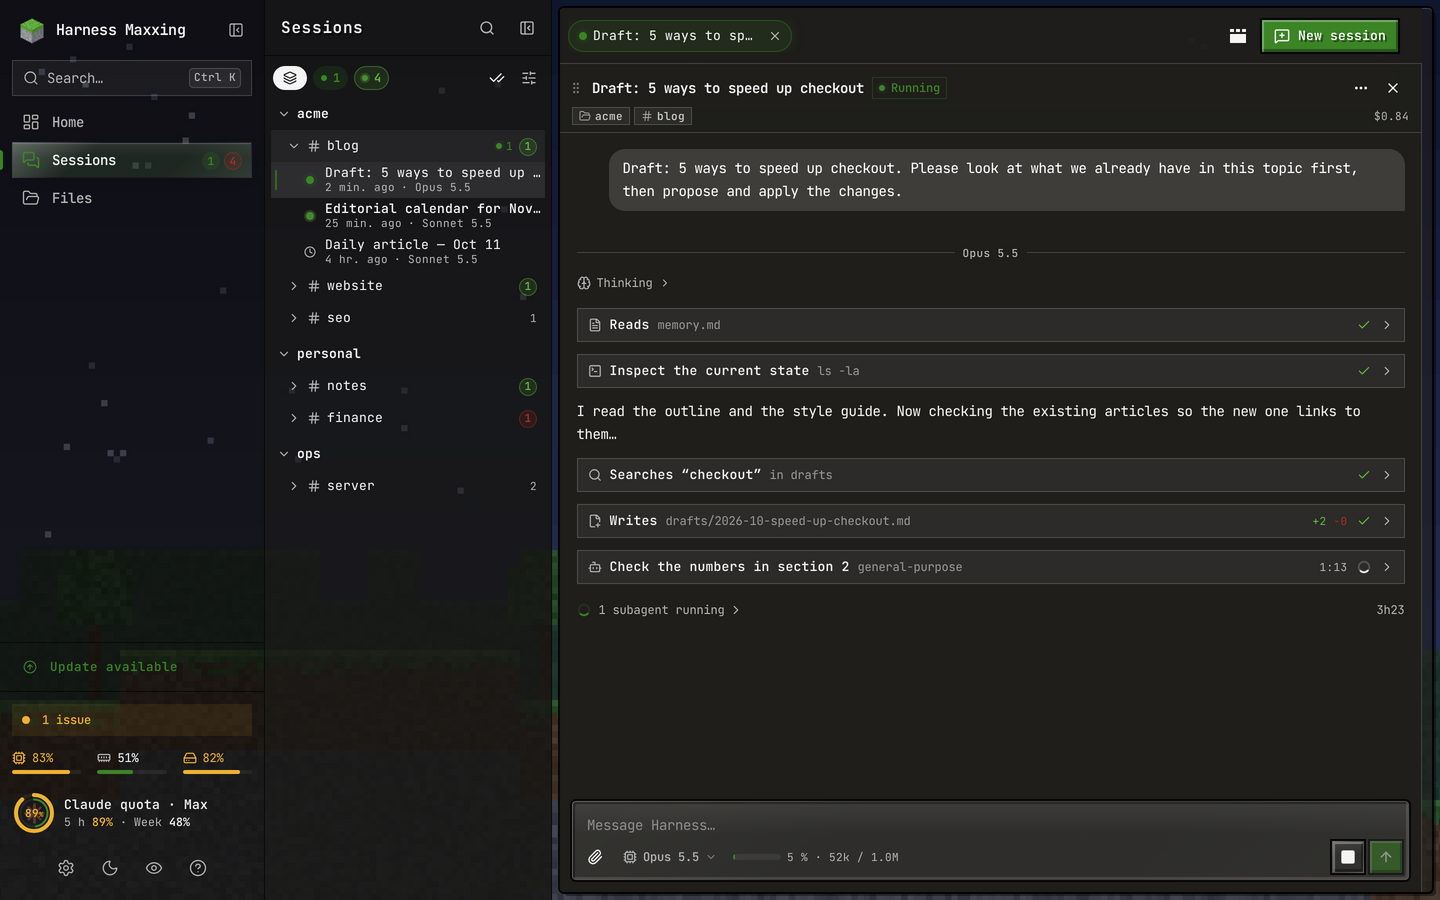 Harness Maxxing
Search…
Ctrl K
Home
Sessions
1
4
Files
Update available
1 issue
83%
51%
82%
89%
Claude quota · Max
5 h 89% · Week 48%
Sessions
1
4
acme
# blog
1
1
Draft: 5 ways to speed up …
2 min. ago · Opus 5.5
Editorial calendar for Nov…
25 min. ago · Sonnet 5.5
Daily article — Oct 11
4 hr. ago · Sonnet 5.5
# website
1
# seo
1
personal
# notes
1
# finance
1
ops
# server
2
Draft: 5 ways to sp…
New session
Draft: 5 ways to speed up checkout
Running
acme
# blog
$0.84
Draft: 5 ways to speed up checkout. Please look at what we already have in this topic first,
then propose and apply the changes.
Opus 5.5
Thinking
Reads memory.md
Inspect the current state ls -la
I read the outline and the style guide. Now checking the existing articles so the new one links to
them…
Searches “checkout” in drafts
Writes drafts/2026-10-speed-up-checkout.md
+2 -0
Check the numbers in section 2 general-purpose
1:13
1 subagent running
3h23
Message Harness…
Opus 5.5
5 % · 52k / 1.0M